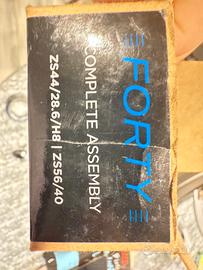 FORTY
COMPLETE ASSEMBLY
ZS44/28.6/H8 | ZS56/40